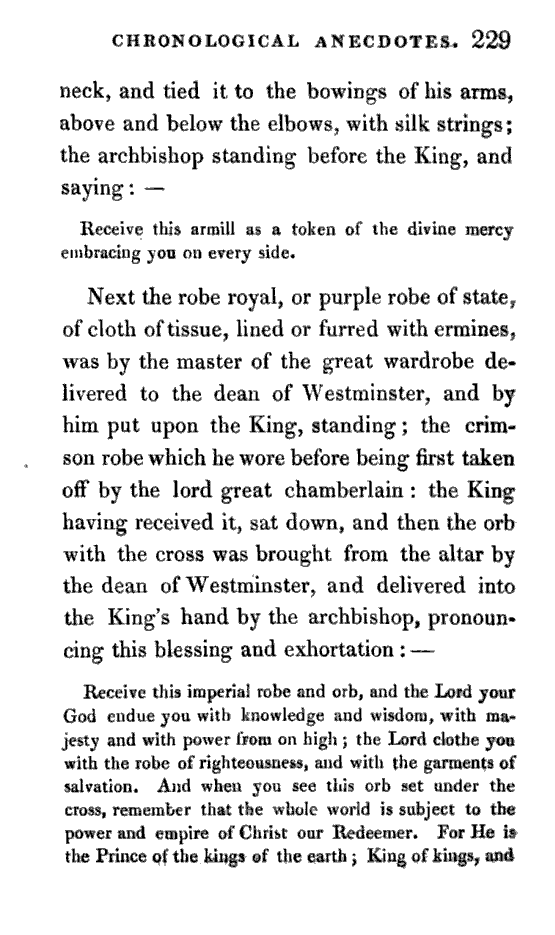 CHRONOLOGICAL ANECDOTES. 229
neck, and tied it to the bowings of his arms,
above and below the elbows, with silk strings;
the archbishop standing before the King, and
saying : —
Receive this armill as a token of the divine mercy
embracing you on every side.
Next the robe royal, or purple robe of state,
of cloth of tissue, lined or furred with ermines,
was by the master of the great wardrobe de-
livered to the dean of Westminster, and by
him put upon the King, standing ; the crim-
son robe which he wore before being first taken
off by the lord great chamberlain : the King
having received it, sat down, and then the orb
with the cross was brought from the altar by
the dean of Westminster, and delivered into
the King's hand by the archbishop, pronoun-
cing this blessing and exhortation : —
Receive this imperial robe and orb, and the Lord your
God endue you with knowledge and wisdom, with ma-
jesty and with power from on high ; the Lord clothe you
with the robe of righteousness, and with the garments of
salvation. And when you see this orb set under the
cross, remember that the whole world is subject to the
power and empire of Christ our Redeemer. For He is
the Prince of the kings of the earth ; King of kings, and